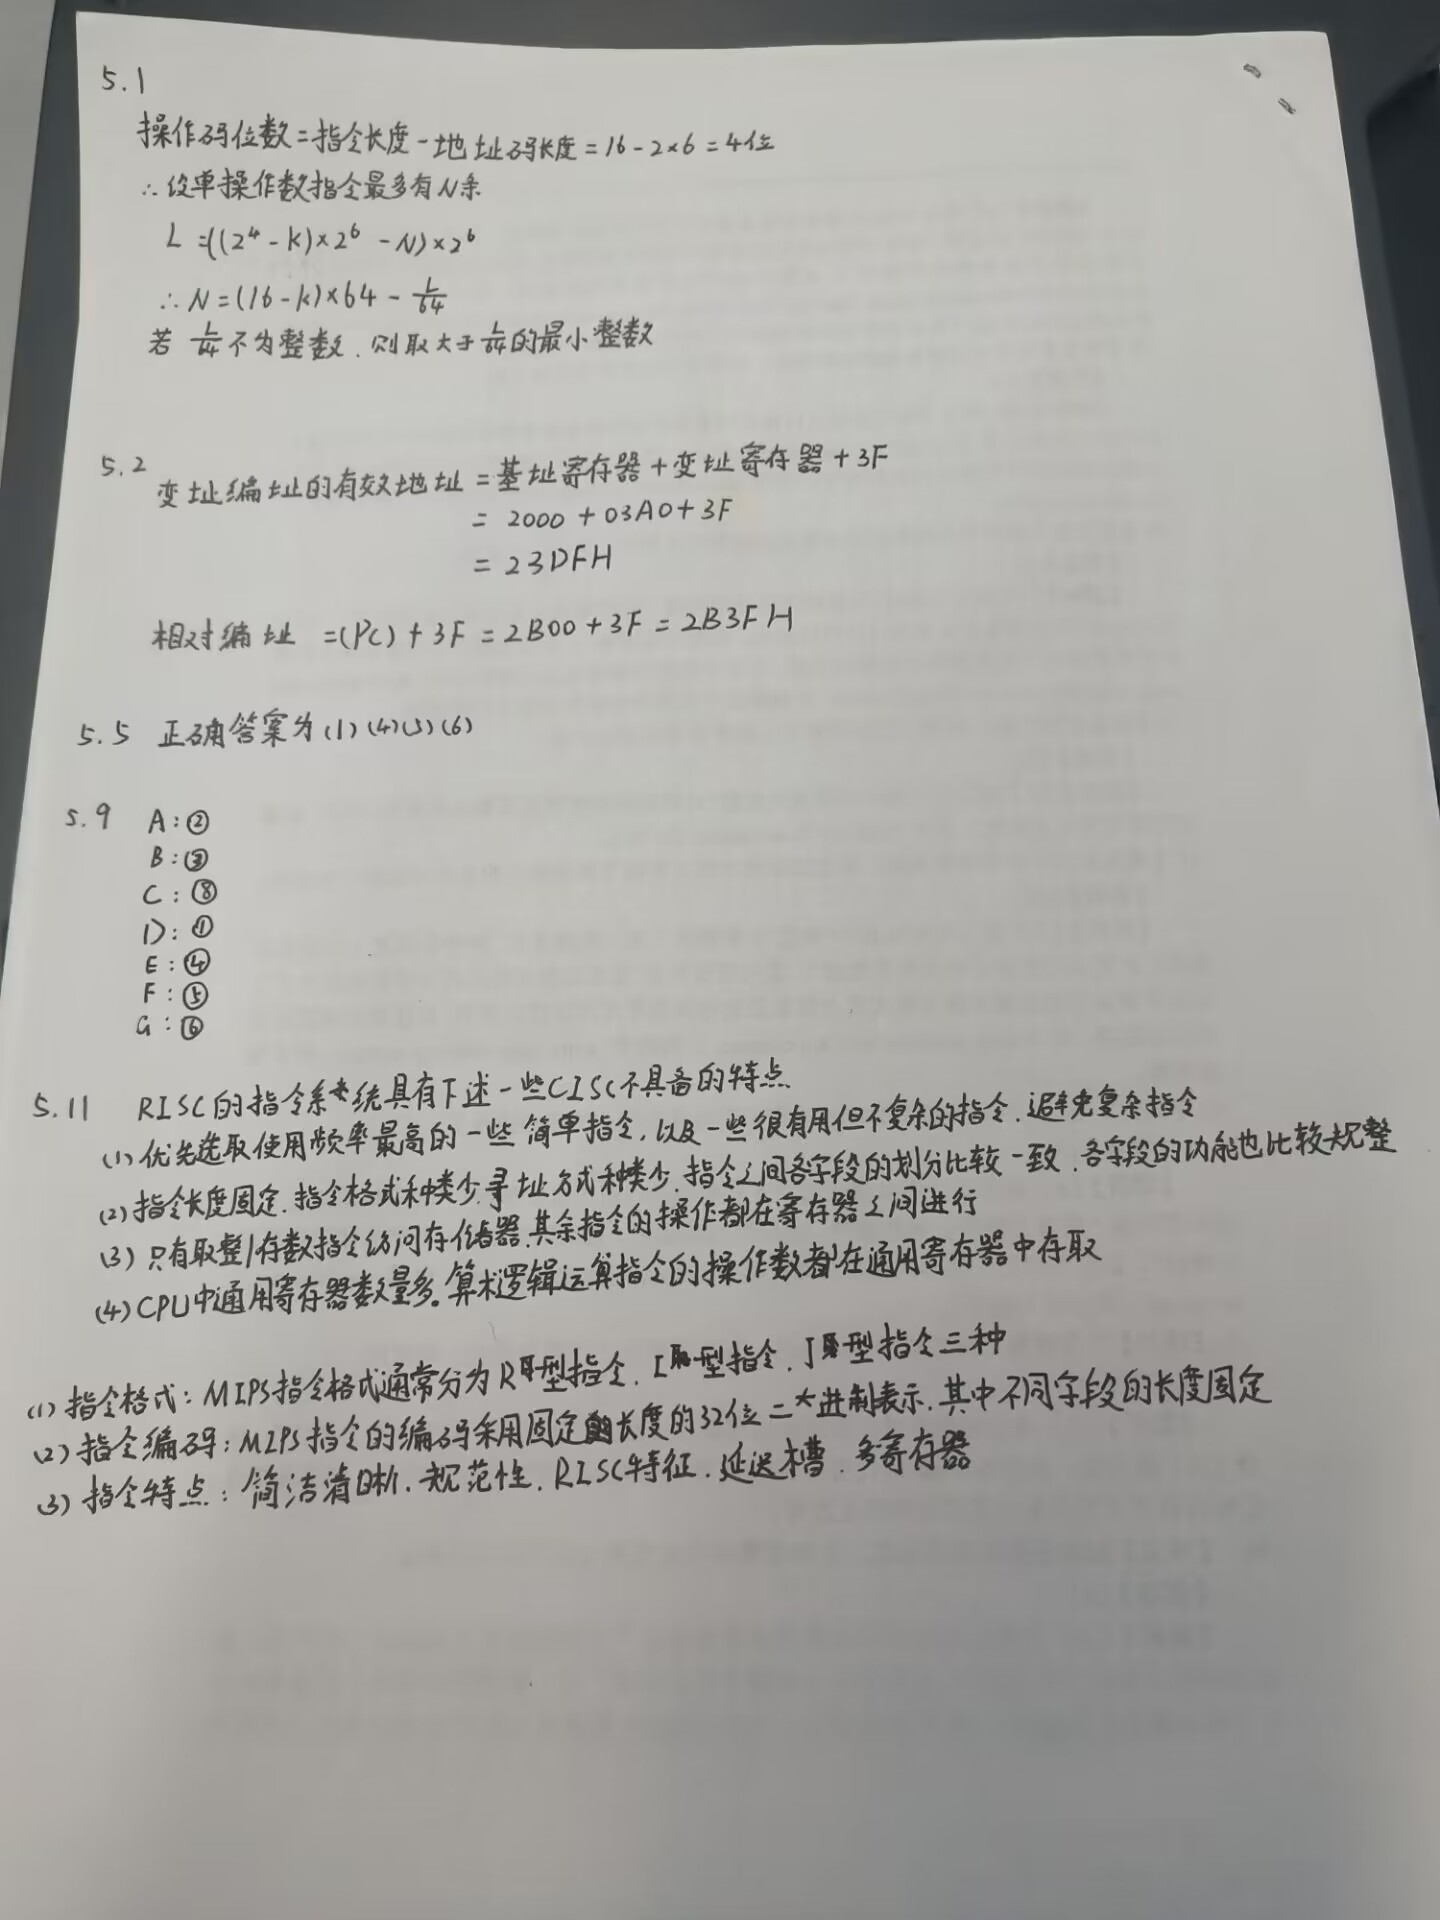 5.1
操作码位数=指令长度-地址码长度=16-2×6=4位
∴设单操作数指令最多有N条
L=((2⁴-K)×2⁶-N)×2⁶
∴N=(16-K)×64-L/64
若 L/64不为整数,则取大于L/64的最小整数
5.2
变址编址的有效地址=基址寄存器+变址寄存器+3F
= 2000+03A0+3F
= 23DFH
相对编址 =(PC)+3F=2B00+3F=2B3FH
5.5 正确答案为(1)(4)(5)(6)
5.9 A:②
B:③
C:⑧
D:①
E:④
F:⑤
G:⑥
5.11 RISC的指令系统具有下述一些CISC不具备的特点
(1)优先选取使用频率最高的一些简单指令,以及一些很有用但不复杂的指令,避免复杂指令
(2)指令长度固定,指令格式种类少,寻址方式种类少,指令之间各字段的划分比较一致,各字段的功能也比较规整
(3)只有取数/存数指令访问存储器,其余指令的操作都在寄存器之间进行
(4)CPU中通用寄存器数量多。算术逻辑运算指令的操作数都在通用寄存器中存取
(1)指令格式:MIPS指令格式通常分为R型指令,I型指令,J型指令三种
(2)指令编码:MIPS指令的编码采用固定长度的32位二进制表示,其中不同字段的长度固定
(3)指令特点:简洁清晰,规范性,RISC特征,延迟槽,多寄存器